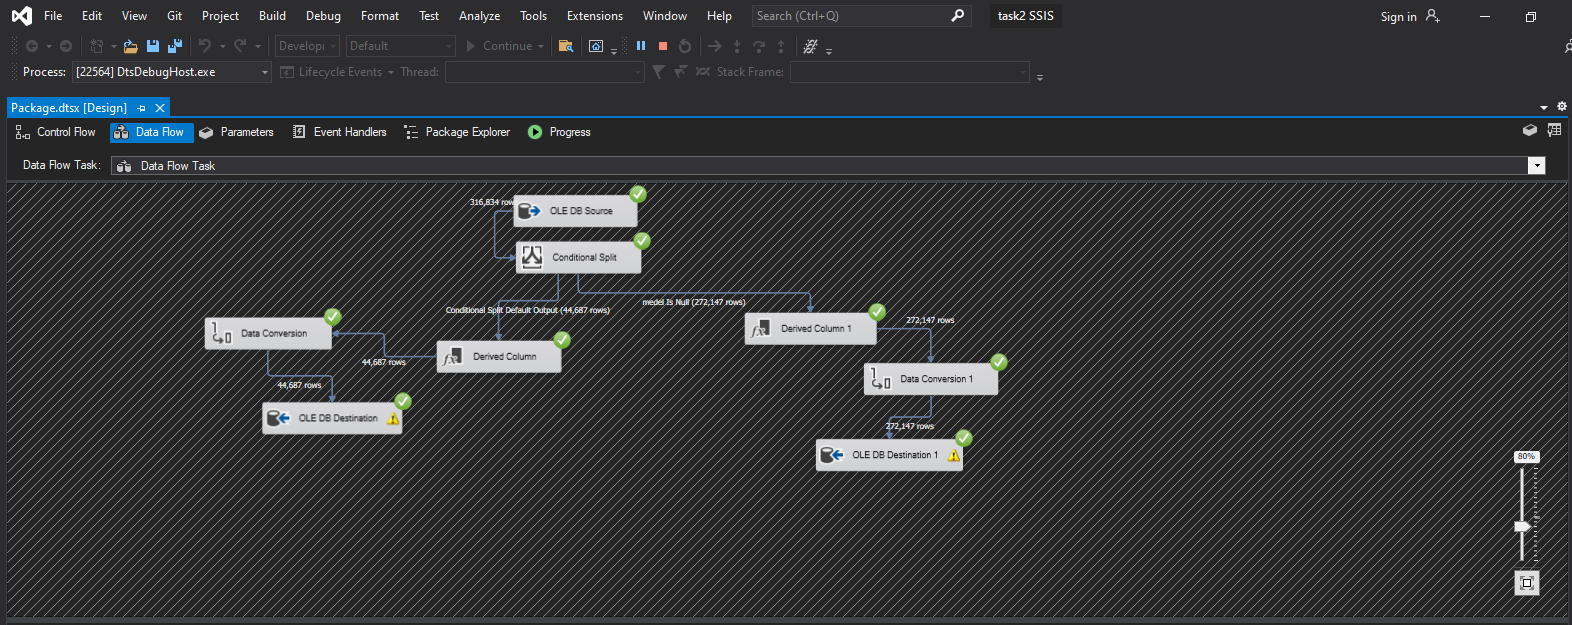 File Edit View Git Project Build Debug Format Test Analyze Tools Extensions Window Help Search (Ctrl+Q) task2 SSIS Sign in
Developi Default Continue
Process: [22564] DtsDebugHost.exe Lifecycle Events Thread: Stack Frame:
Package.dtsx [Design]
Control Flow Data Flow Parameters Event Handlers Package Explorer Progress
Data Flow Task: Data Flow Task
316,834 row
OLE DB Source
Conditional Split
medel Is Null (272,147 rows)
Conditional Split Default Output (44,687 rows)
Data Conversion
Derived Column 1
272,147 rows
44,687 rows
Derived Column
Data Conversion 1
44,687 rows
OLE DB Destination
272,147 rows
OLE DB Destination 1
80%